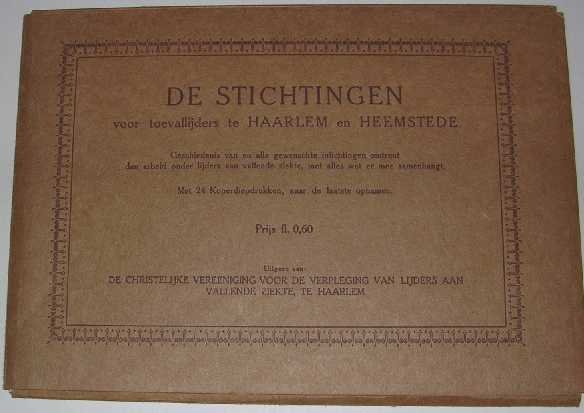 DE STICHTINGEN
voor toevallijders te HAARLEM en HEEMSTEDE
Geschiedenis van en alle gewenschte inlichtingen omtrent
den arbeid onder lijders aan vallende ziekte, met alles wat er mee samenhangt.
Met 24 Koperdiepdrukken, naar de laatste opnamen.
Prijs fl. 0,60
Uitgave van:
DE CHRISTELIJKE VEREENIGING VOOR DE VERPLEGING VAN LIJDERS AAN
VALLENDE ZIEKTE, TE HAARLEM